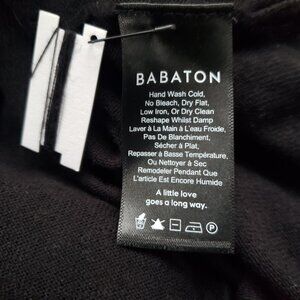 BABATON
Hand Wash Cold,
No Bleach, Dry Flat,
Low Iron, Or Dry Clean
Reshape Whilst Damp
Laver à La Main à L'eau Froide,
Pas De Blanchiment,
Sécher à Plat,
Repasser à Basse Température,
Ou Nettoyer à Sec
Remodeler Pendant Que
L'article Est Encore Humide
A little love
goes a long way.
P